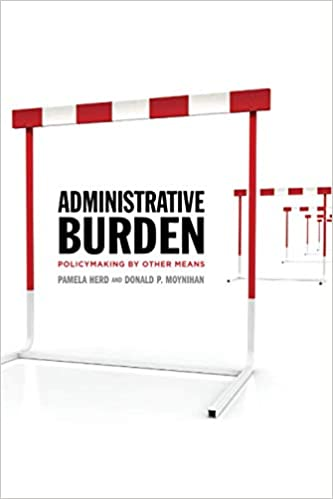 ADMINISTRATIVE
BURDEN
POLICYMAKING BY OTHER MEANS
PAMELA HERD AND DONALD P. MOYNIHAN